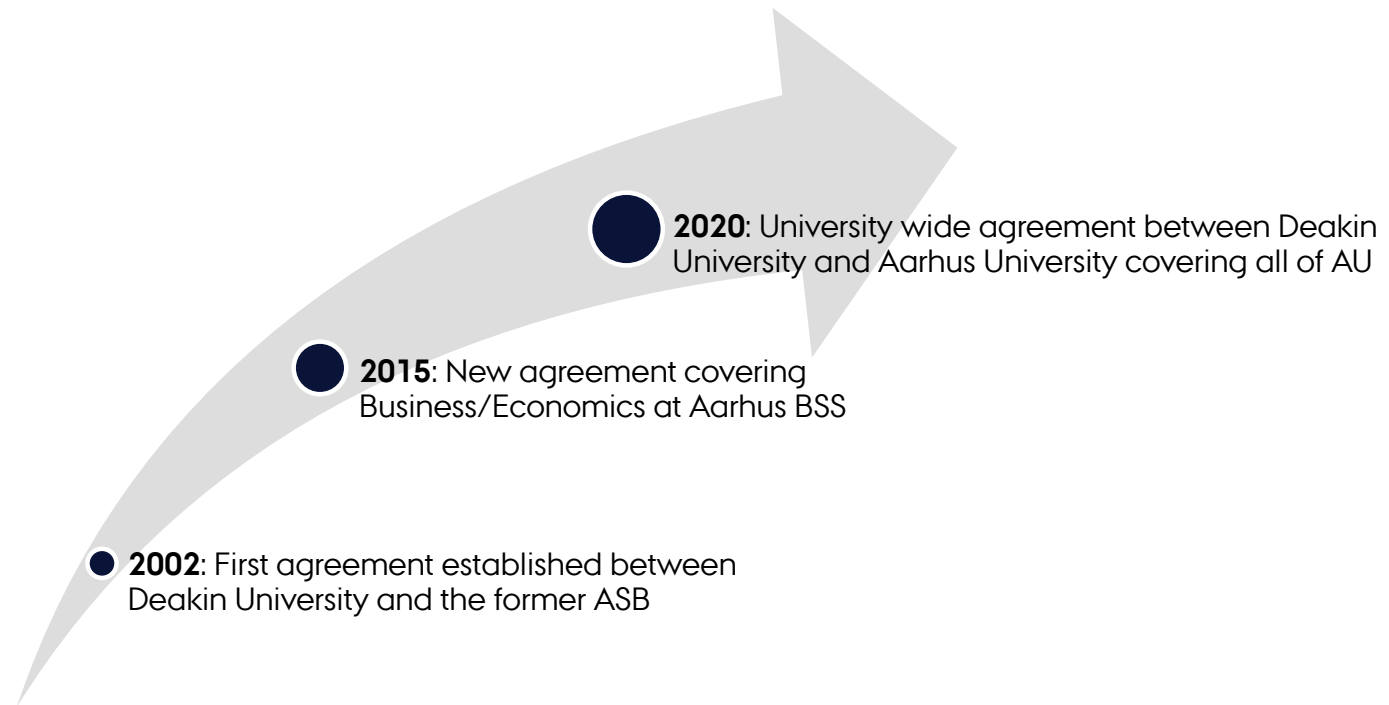 2020: University wide agreement between Deakin
University and Aarhus University covering all of AU
2015: New agreement covering
Business/Economics at Aarhus BSS
2002: First agreement established between
Deakin University and the former ASB